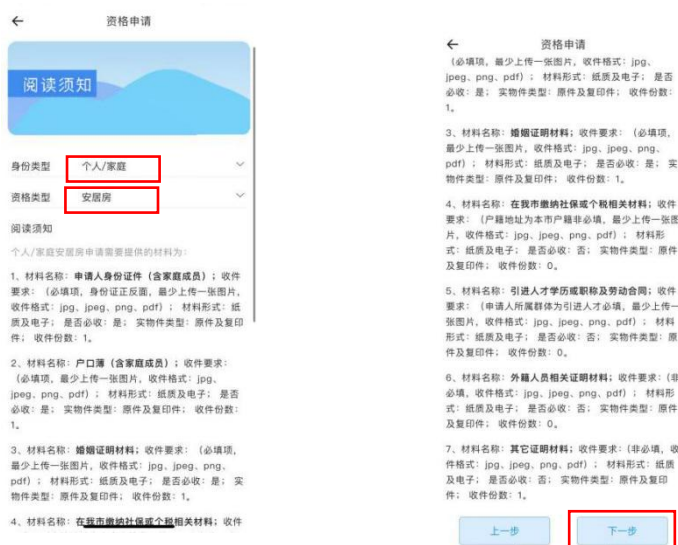 资格申请
阅读须知
身份类型 个人/家庭
资格类型 安居房
阅读须知
个人/家庭安居房申请需要提供的材料为：
1、材料名称：申请人身份证件（含家庭成员）；收件
要求：（必填项，身份证正反面，最少上传一张图片，
收件格式：jpg、jpeg、png、pdf）； 材料形式：纸
质及电子； 是否必收：是； 实物件类型：原件及复印
件； 收件份数：1。
2、材料名称：户口薄（含家庭成员）；收件要求：
（必填项，最少上传一张图片，收件格式：jpg、
jpeg、png、pdf）； 材料形式：纸质及电子； 是否
必收：是； 实物件类型：原件及复印件； 收件份数：
1。
3、材料名称：婚姻证明材料；收件要求：（必填项，
最少上传一张图片，收件格式：jpg、jpeg、png、
pdf）； 材料形式：纸质及电子； 是否必收：是； 实
物件类型：原件及复印件； 收件份数：1。
4、材料名称：在我市缴纳社保或个税相关材料；收件
资格申请
（必填项，最少上传一张图片，收件格式：jpg、
jpeg、png、pdf）； 材料形式：纸质及电子； 是否
必收：是； 实物件类型：原件及复印件； 收件份数：
1。
3、材料名称：婚姻证明材料；收件要求：（必填项，
最少上传一张图片，收件格式：jpg、jpeg、png、
pdf）； 材料形式：纸质及电子； 是否必收：是； 实
物件类型：原件及复印件； 收件份数：1。
4、材料名称：在我市缴纳社保或个税相关材料；收件
要求：（户籍地址为本市户籍非必填，最少上传一张图
片，收件格式：jpg、jpeg、png、pdf）； 材料形
式：纸质及电子； 是否必收：否； 实物件类型：原件
及复印件； 收件份数：0。
5、材料名称：引进人才学历或职称及劳动合同；收件
要求：（申请人所属群体为引进人才必填，最少上传一
张图片，收件格式：jpg、jpeg、png、pdf）； 材料
形式：纸质及电子； 是否必收：否； 实物件类型：原
件及复印件； 收件份数：0。
6、材料名称：外籍人员相关证明材料；收件要求：（非
必填，收件格式：jpg、jpeg、png、pdf）； 材料形
式：纸质及电子； 是否必收：否； 实物件类型：原件
及复印件； 收件份数：0。
7、材料名称：其它证明材料；收件要求：（非必填，收
件格式：jpg、jpeg、png、pdf）； 材料形式：纸质
及电子； 是否必收：否； 实物件类型：原件及复印
件； 收件份数：1。
上一步 下一步